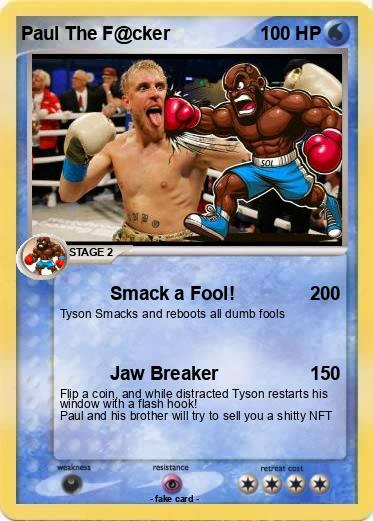 Paul The F@cker 100 HP
SOL
STAGE 2
Smack a Fool! 200
Tyson Smacks and reboots all dumb fools
Jaw Breaker 150
Flip a coin, and while distracted Tyson restarts his
window with a flash hook!
Paul and his brother will try to sell you a shitty NFT
weakness resistance retreat cost
- fake card -